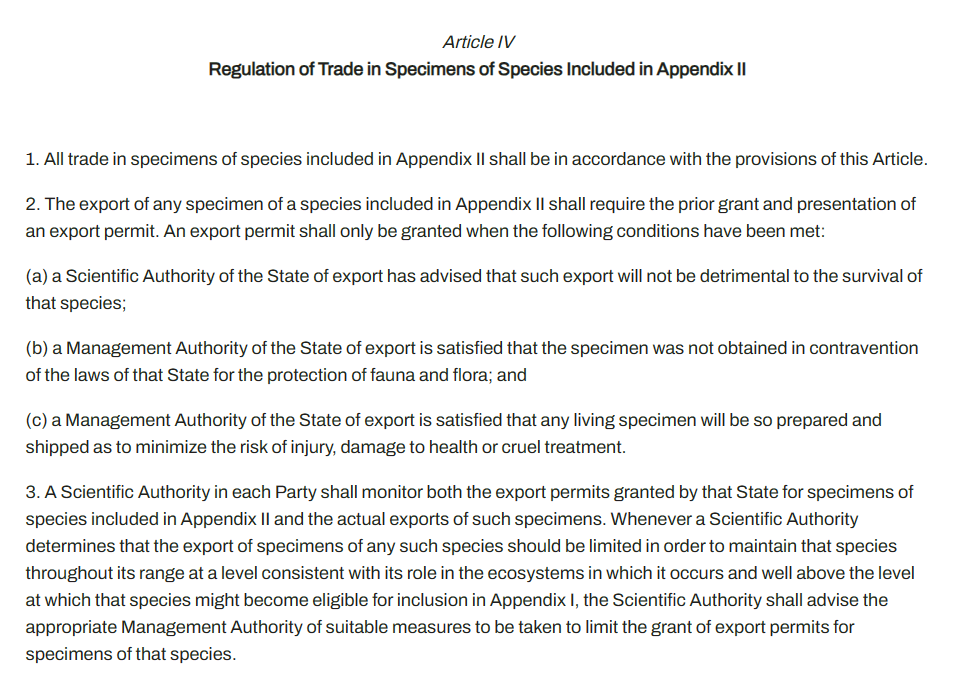 Article IV
Regulation of Trade in Specimens of Species Included in Appendix II
1. All trade in specimens of species included in Appendix II shall be in accordance with the provisions of this Article.
2. The export of any specimen of a species included in Appendix II shall require the prior grant and presentation of
an export permit. An export permit shall only be granted when the following conditions have been met:
(a) a Scientific Authority of the State of export has advised that such export will not be detrimental to the survival of
that species;
(b) a Management Authority of the State of export is satisfied that the specimen was not obtained in contravention
of the laws of that State for the protection of fauna and flora; and
(c) a Management Authority of the State of export is satisfied that any living specimen will be so prepared and
shipped as to minimize the risk of injury, damage to health or cruel treatment.
3. A Scientific Authority in each Party shall monitor both the export permits granted by that State for specimens of
species included in Appendix II and the actual exports of such specimens. Whenever a Scientific Authority
determines that the export of specimens of any such species should be limited in order to maintain that species
throughout its range at a level consistent with its role in the ecosystems in which it occurs and well above the level
at which that species might become eligible for inclusion in Appendix I, the Scientific Authority shall advise the
appropriate Management Authority of suitable measures to be taken to limit the grant of export permits for
specimens of that species.